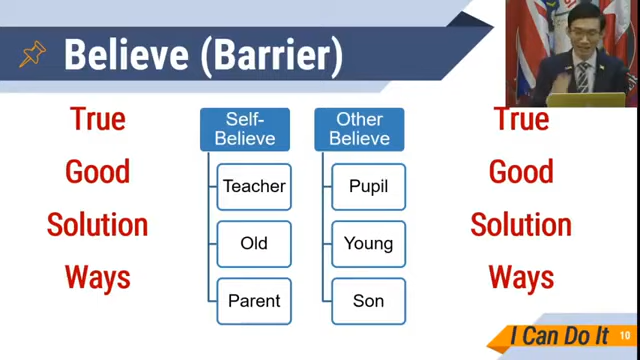 Believe (Barrier)
True
Good
Solution
Ways
Self-
Believe
Teacher
Old
Parent
Other
Believe
Pupil
Young
Son
True
Good
Solution
Ways
I Can Do It
10